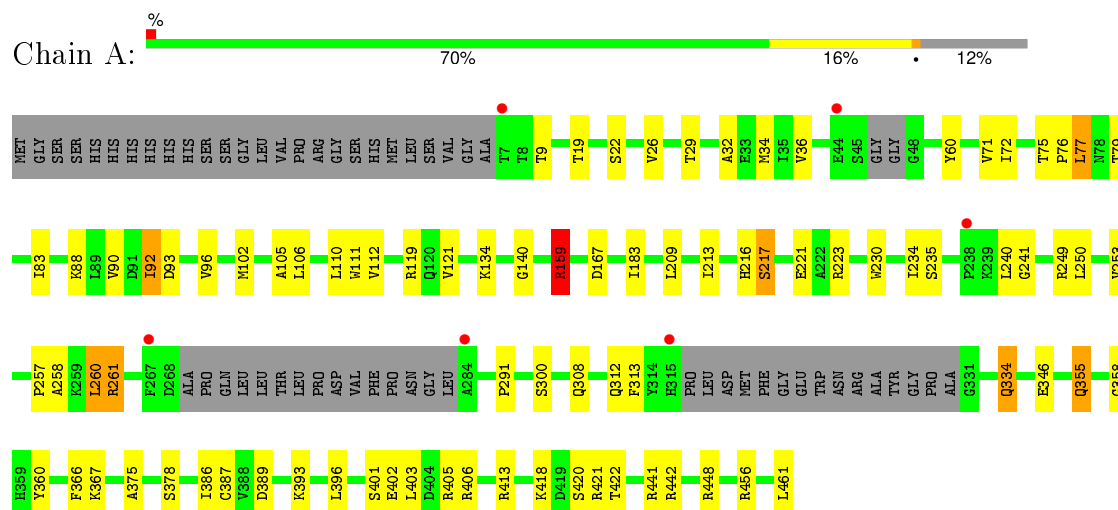 %
Chain A:
70% 16% • 12%
MET GLY SER SER HIS HIS HIS HIS HIS HIS SER SER GLY LEU VAL PRO ARG GLY SER HIS MET LEU SER VAL GLY ALA T7 T8 T9 T19 S22 V26 T29 A32 E33 M34 I35 V36 E44 S45 GLY GLY G48 Y60 V71 I72 T75 P76 L77 N78 T79
I83 K88 L89 V90 D91 I92 D93 V96 M102 A105 L106 L110 W111 V112 R119 Q120 V121 K134 G140 R159 D167 I183 L209 I213 H216 S217 E221 A222 R223 W230 I234 S235 P238 K239 L240 G241 R249 L250 V253
P257 A258 K259 L260 R261 F267 D268 ALA PRO GLN LEU LEU THR LEU PRO ASP VAL PHE PRO ASN GLY LEU A284 P291 S300 Q308 Q312 F313 Y314 H315 PRO LEU ASP MET PHE GLY GLU TRP ASN ARG ALA TYR GLY PRO ALA G331 Q334 E346 Q355 G358
H359 Y360 F366 K367 A375 S378 I386 C387 V388 D389 K393 L396 S401 E402 L403 D404 R405 R406 R413 K418 D419 S420 R421 T422 R441 R442 R448 R456 L461